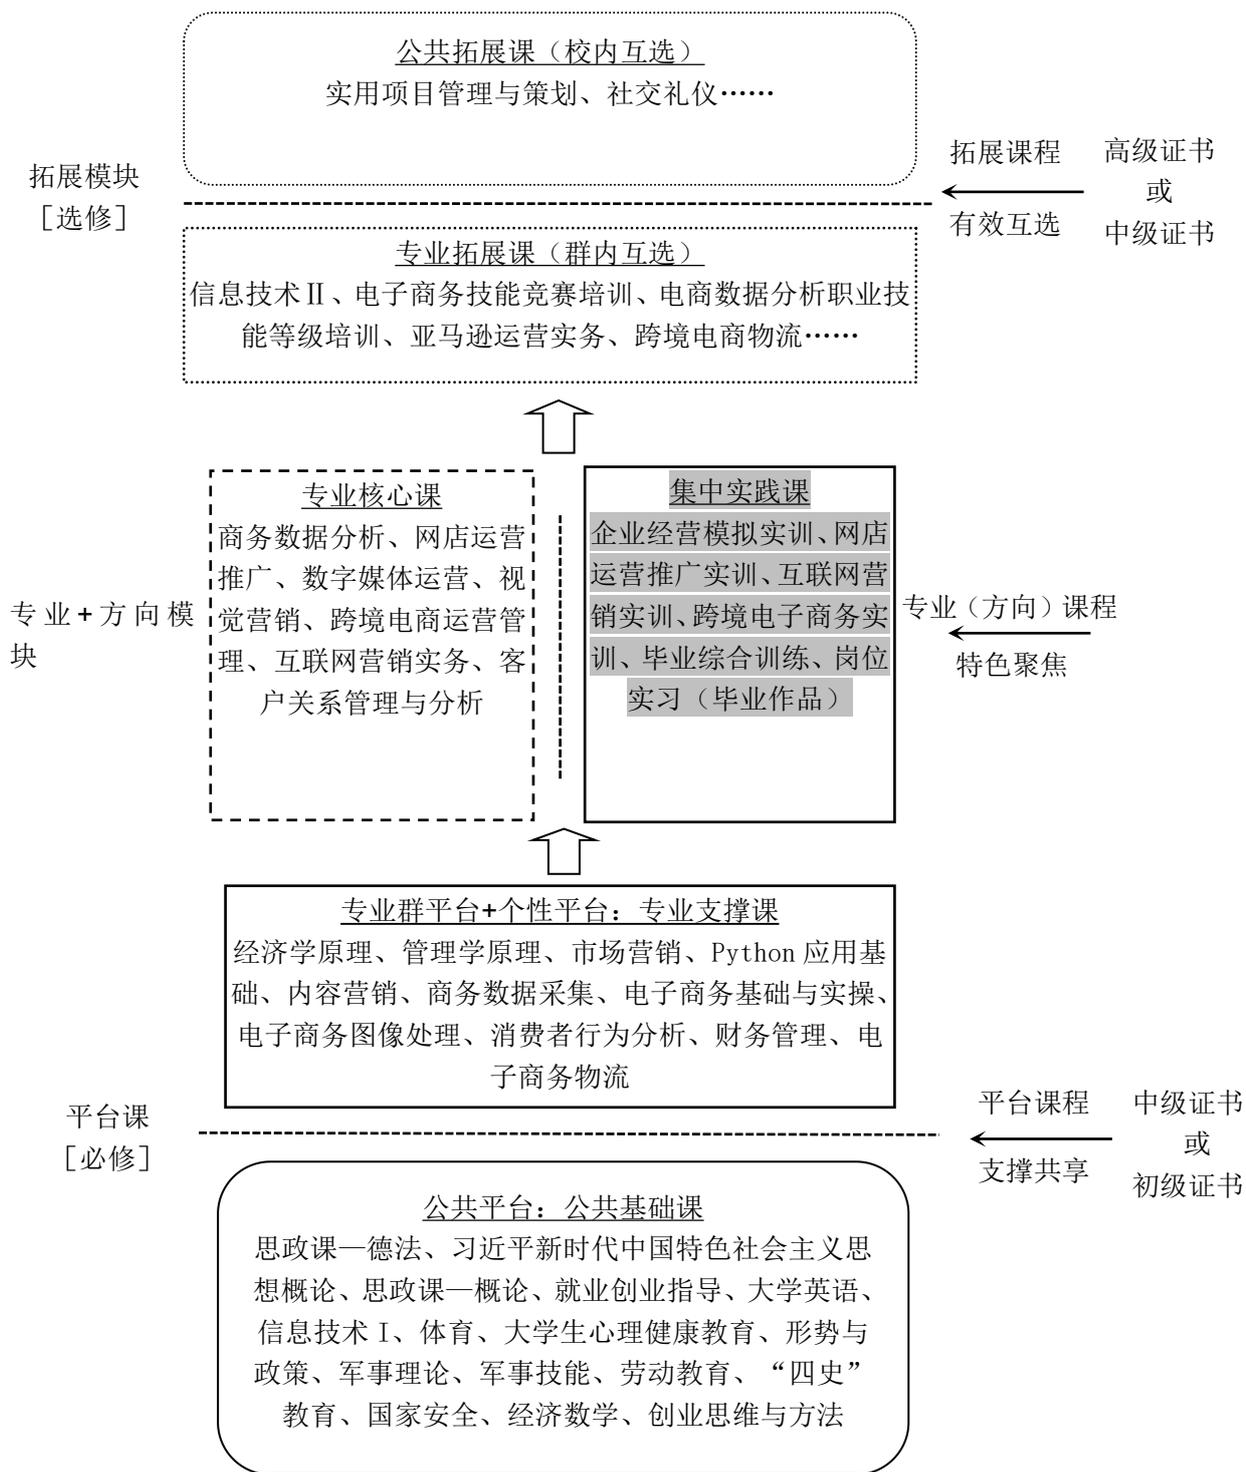 公共拓展课（校内互选）
实用项目管理与策划、社交礼仪……
拓展模块
［选修］
拓展课程
有效互选
高级证书
或
中级证书
专业拓展课（群内互选）
信息技术Ⅱ、电子商务技能竞赛培训、电商数据分析职业技
能等级培训、亚马逊运营实务、跨境电商物流……
专业核心课
商务数据分析、网店运营
推广、数字媒体运营、视
觉营销、跨境电商运营管
理、互联网营销实务、客
户关系管理与分析
集中实践课
企业经营模拟实训、网店
运营推广实训、互联网营
销实训、跨境电子商务实
训、毕业综合训练、岗位
实习（毕业作品）
专业+方向模
块
专业（方向）课程
特色聚焦
专业群平台+个性平台：专业支撑课
经济学原理、管理学原理、市场营销、Python 应用基
础、内容营销、商务数据采集、电子商务基础与实操、
电子商务图像处理、消费者行为分析、财务管理、电
子商务物流
平台课
［必修］
平台课程
支撑共享
中级证书
或
初级证书
公共平台：公共基础课
思政课—德法、习近平新时代中国特色社会主义思
想概论、思政课—概论、就业创业指导、大学英语、
信息技术 I、体育、大学生心理健康教育、形势与
政策、军事理论、军事技能、劳动教育、“四史”
教育、国家安全、经济数学、创业思维与方法